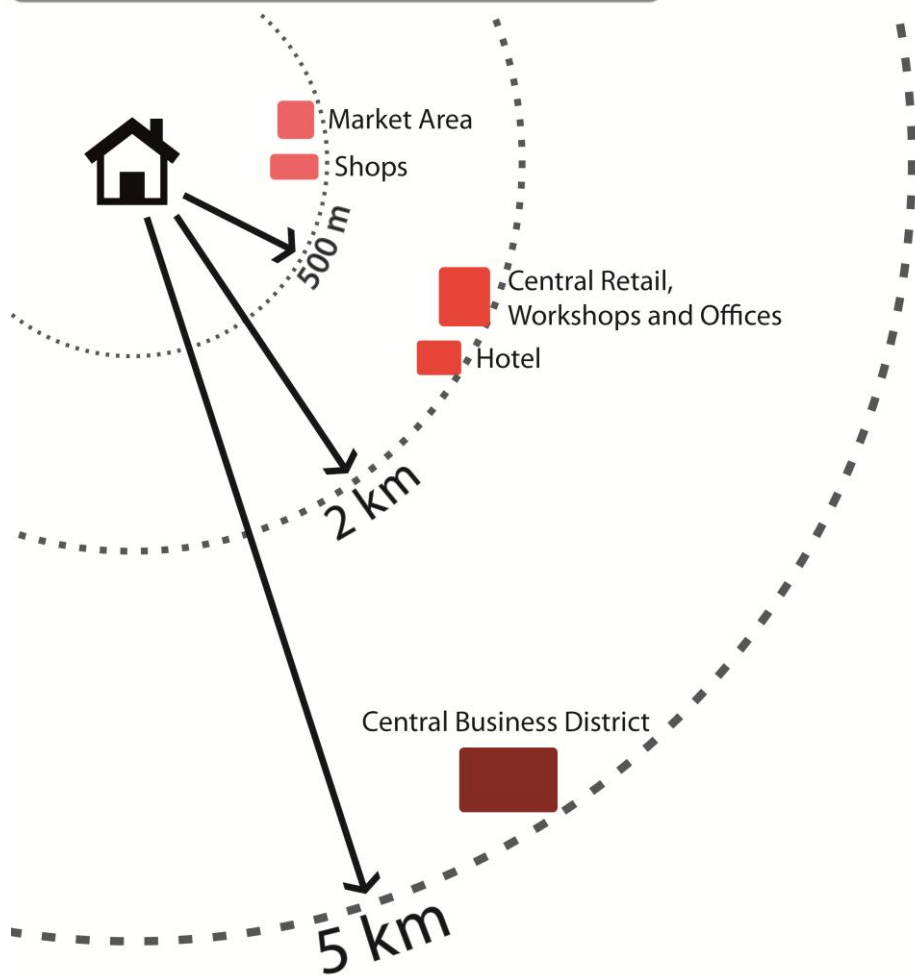 Market Area
Shops
500 m
Central Retail,
Workshops and Offices
Hotel
2 km
Central Business District
5 km